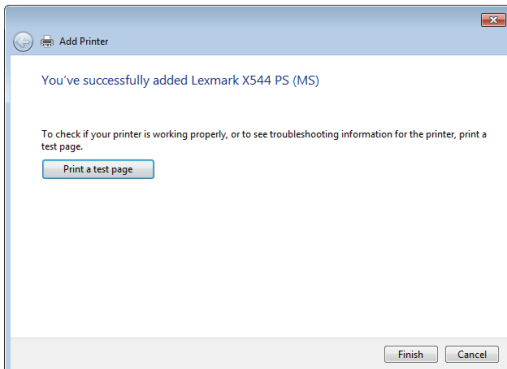 Add Printer
You've successfully added Lexmark X544 PS (MS)
To check if your printer is working properly, or to see troubleshooting information for the printer, print a
test page.
Print a test page
Finish Cancel